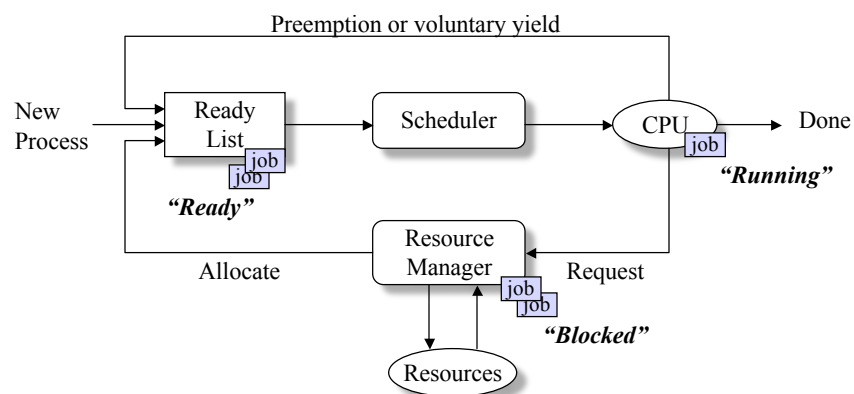 Preemption or voluntary yield
New
Process
Ready
List
Scheduler
CPU
Done
job
job
job
“Ready”
“Running”
Resource
Manager
Allocate
Request
job
job
“Blocked”
Resources